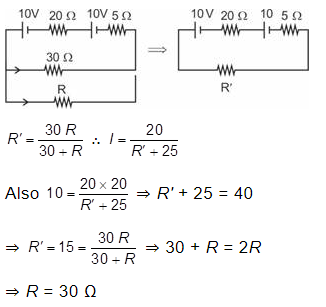 10V 20 Ω 10V 5 Ω 10V 20 Ω 10 5 Ω
⇒
30 Ω
R R'
R' = 30 R / 30 + R ∴ I = 20 / R' + 25
Also 10 = 20 × 20 / R' + 25 ⇒ R' + 25 = 40
⇒ R' = 15 = 30 R / 30 + R ⇒ 30 + R = 2R
⇒ R = 30 Ω